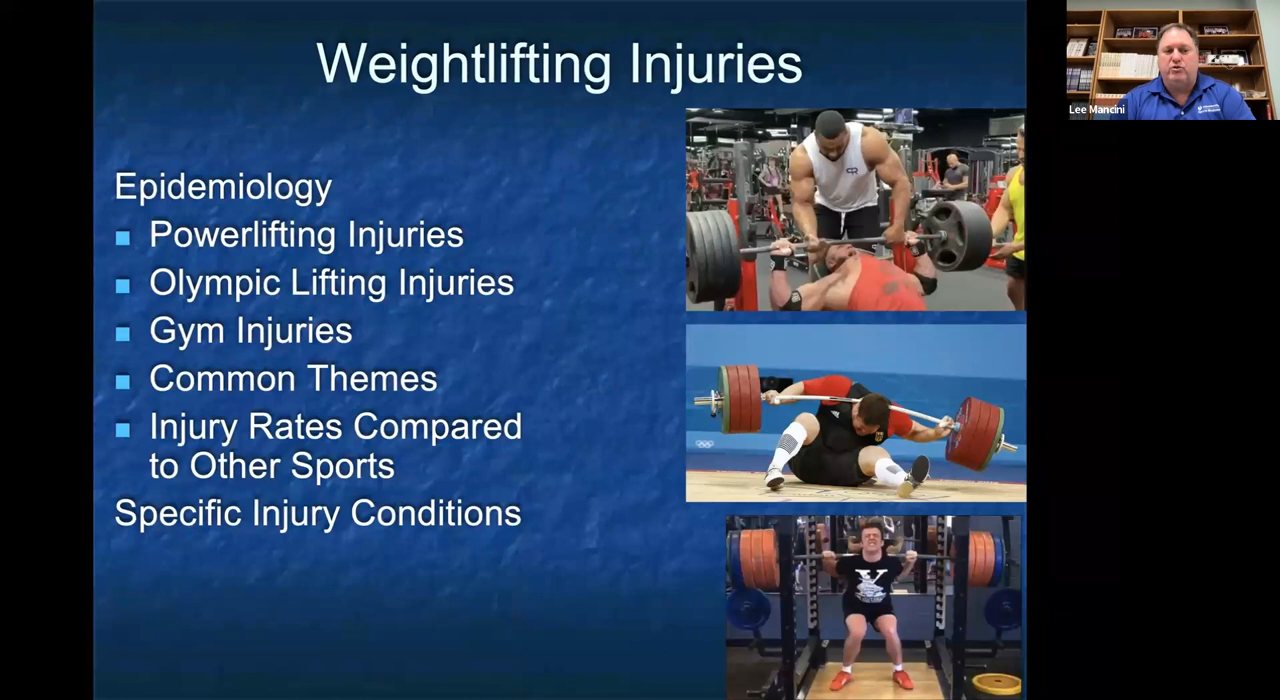 Weightlifting Injuries
Lee Mancini
Epidemiology
Powerlifting Injuries
Olympic Lifting Injuries
Gym Injuries
Common Themes
Injury Rates Compared
to Other Sports
Specific Injury Conditions